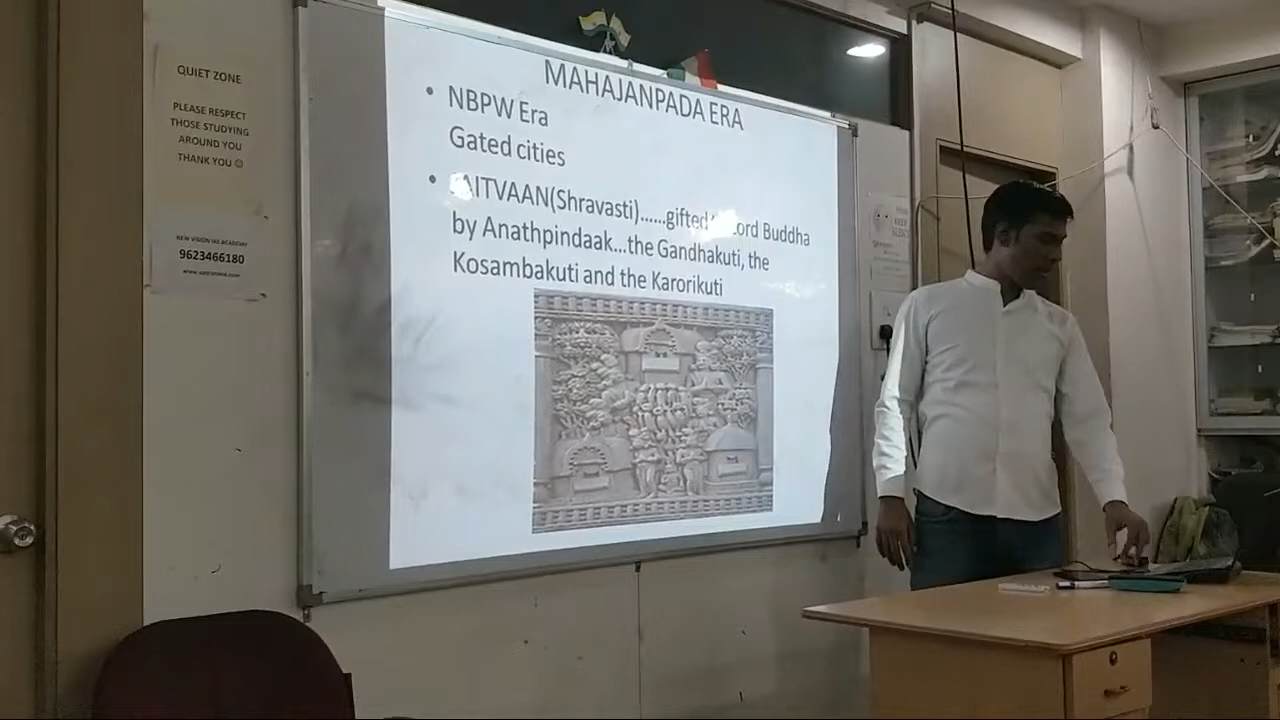 QUIET ZONE
PLEASE RESPECT
THOSE STUDYING
AROUND YOU
THANK YOU ☺
NEW VISION IAS ACADEMY
9623466180
MAHAJANPADA ERA
• NBPW Era
Gated cities
• JAITVAAN(Shravasti)......gifted Lord Buddha
by Anathpindaak...the Gandhakuti, the
Kosambakuti and the Karorikuti